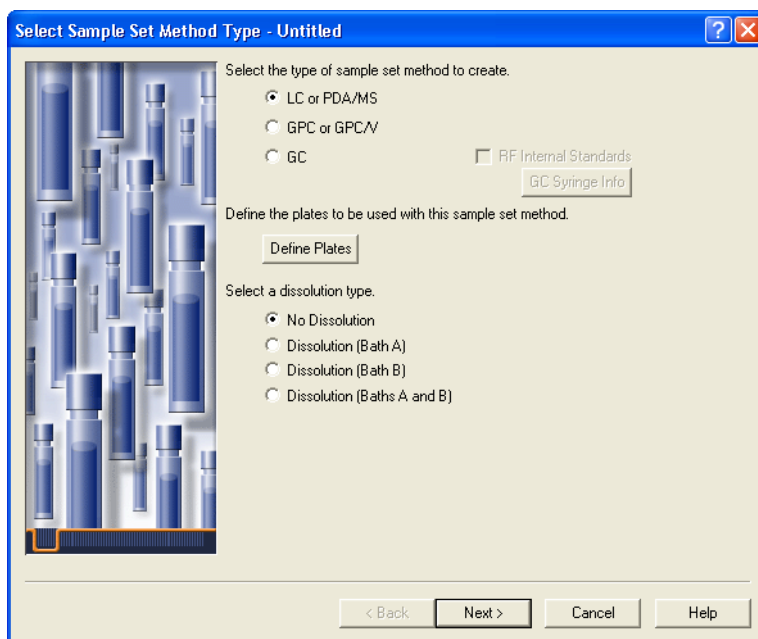 Select Sample Set Method Type - Untitled
Select the type of sample set method to create.
LC or PDA/MS
GPC or GPC/V
GC
RF Internal Standards
GC Syringe Info
Define the plates to be used with this sample set method.
Define Plates
Select a dissolution type.
No Dissolution
Dissolution (Bath A)
Dissolution (Bath B)
Dissolution (Baths A and B)
< Back Next > Cancel Help